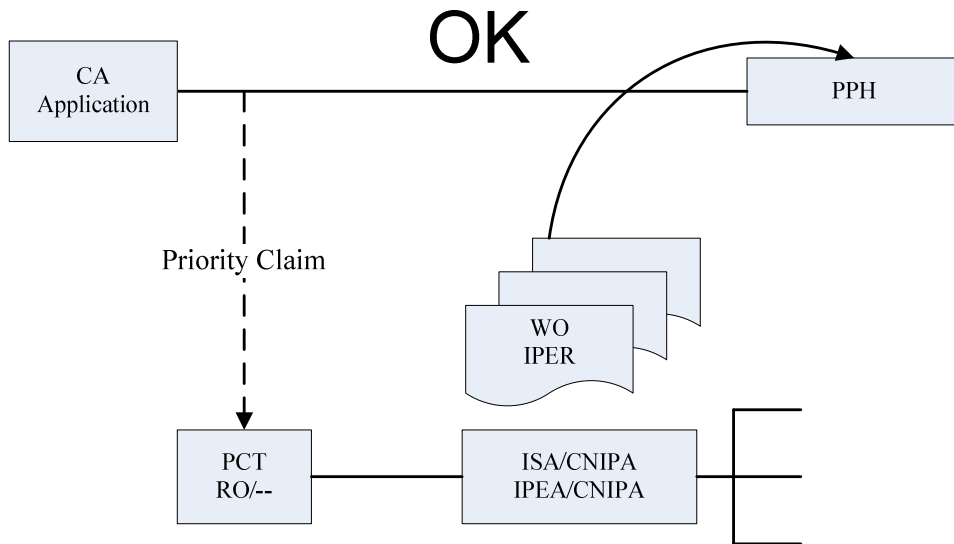 OK
CA
Application
PPH
Priority Claim
WO
IPER
PCT
RO/--
ISA/CNIPA
IPEA/CNIPA